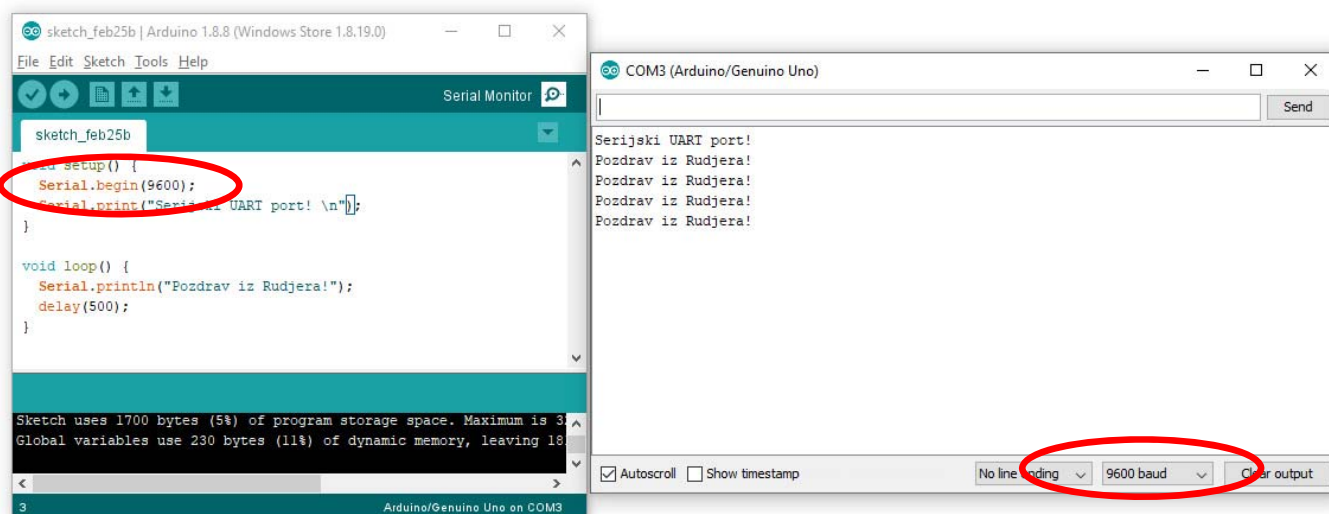 sketch_feb25b | Arduino 1.8.8 (Windows Store 1.8.19.0)
File Edit Sketch Tools Help
Serial Monitor
sketch_feb25b
void setup() {
Serial.begin(9600);
Serial.print("Serijski UART port! \n");
}
void loop() {
Serial.println("Pozdrav iz Rudjera!");
delay(500);
}
Sketch uses 1700 bytes (5%) of program storage space. Maximum is
Global variables use 230 bytes (11%) of dynamic memory, leaving
3
Arduino/Genuino Uno on COM3
COM3 (Arduino/Genuino Uno)
Send
Serijski UART port!
Pozdrav iz Rudjera!
Pozdrav iz Rudjera!
Pozdrav iz Rudjera!
Pozdrav iz Rudjera!
Autoscroll Show timestamp No line ending 9600 baud Clear output